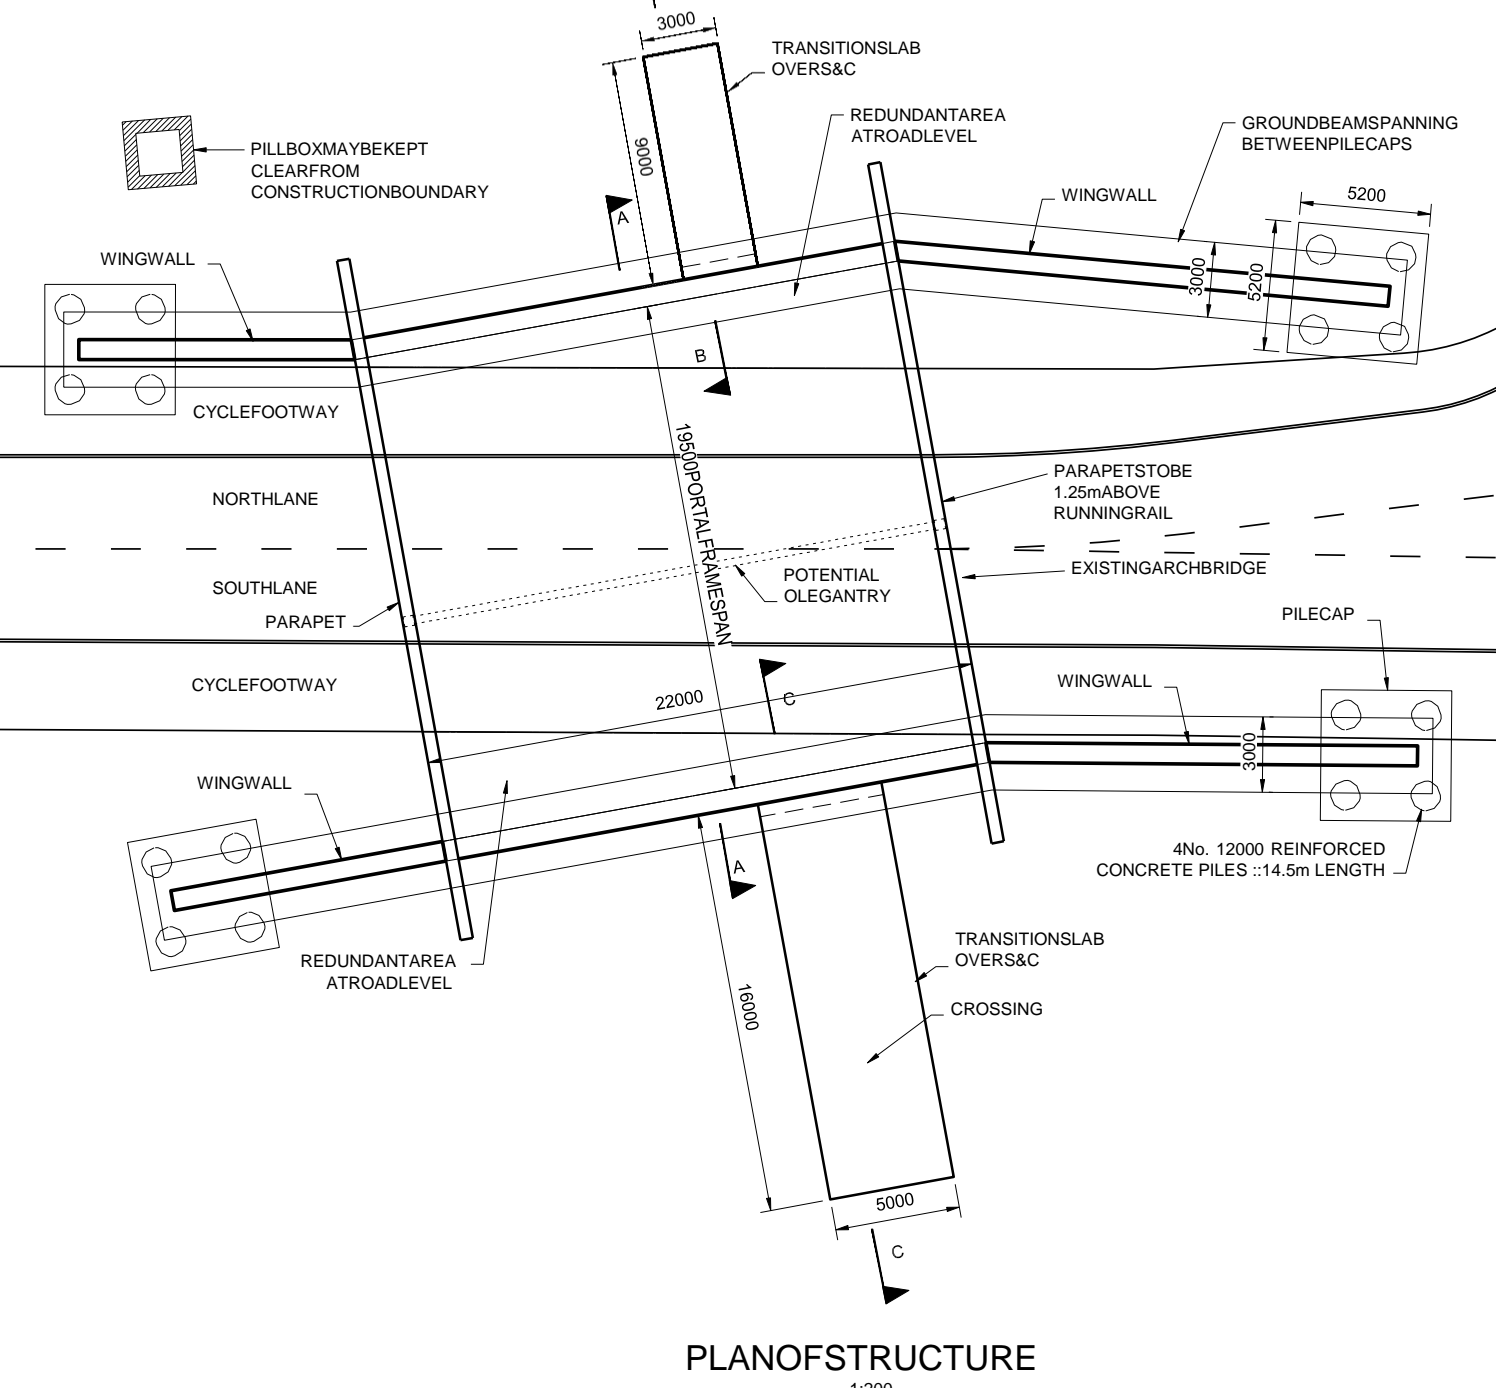 3000
TRANSITIONSLAB
OVERS&C
REDUNDANTAREA
ATROADLEVEL
GROUNDBEAMSPANNING
BETWEENPILECAPS
PILLBOXMAYBEKEPT
CLEARFROM
CONSTRUCTIONBOUNDARY
9000
WINGWALL
5200
A
WINGWALL
3000
5200
B
CYCLEFOOTWAY
19500PORTALFRAMESPAN
PARAPETSTOBE
1.25mABOVE
RUNNINGRAIL
NORTHLANE
EXISTINGARCHBRIDGE
POTENTIAL
OLEGANTRY
SOUTHLANE
PARAPET
PILECAP
CYCLEFOOTWAY
WINGWALL
22000
C
3000
WINGWALL
4No. 12000 REINFORCED
CONCRETE PILES ::14.5m LENGTH
A
TRANSITIONSLAB
OVERS&C
REDUNDANTAREA
ATROADLEVEL
16000
CROSSING
5000
C
PLANOFSTRUCTURE